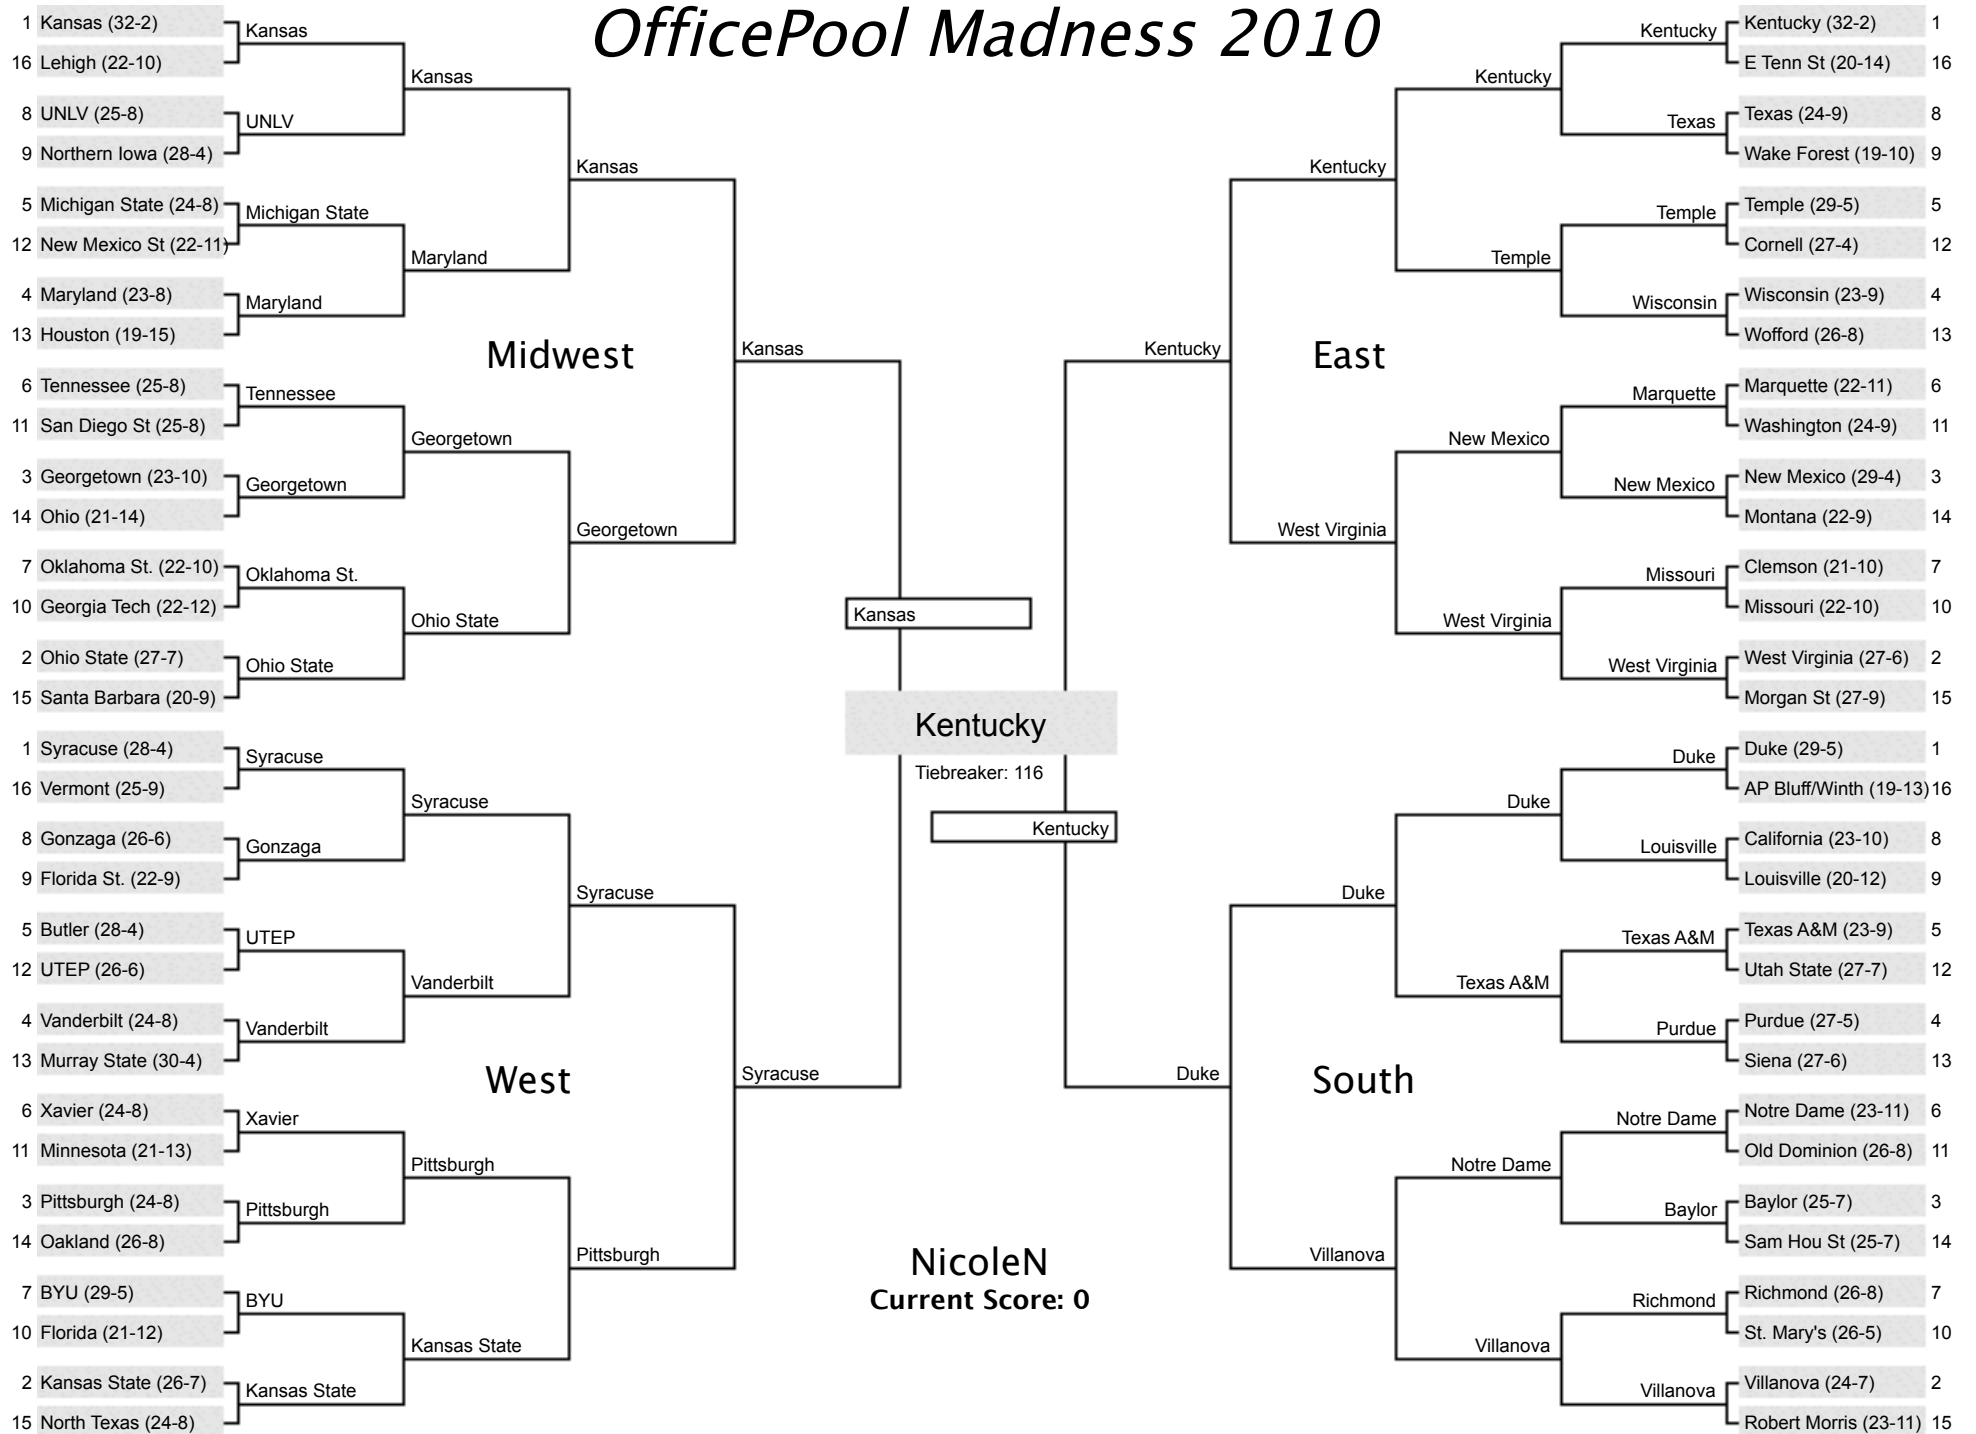 OfficePool Madness 2010
1 Kansas (32-2)
Kansas
16 Lehigh (22-10)
Kansas
8 UNLV (25-8)
UNLV
9 Northern Iowa (28-4)
Kansas
5 Michigan State (24-8)
Michigan State
12 New Mexico St (22-11)
Maryland
4 Maryland (23-8)
Maryland
13 Houston (19-15)
Midwest
Kansas
6 Tennessee (25-8)
Tennessee
11 San Diego St (25-8)
Georgetown
3 Georgetown (23-10)
Georgetown
14 Ohio (21-14)
Georgetown
7 Oklahoma St. (22-10)
Oklahoma St.
10 Georgia Tech (22-12)
Ohio State
2 Ohio State (27-7)
Ohio State
15 Santa Barbara (20-9)
1 Syracuse (28-4)
Syracuse
16 Vermont (25-9)
Syracuse
8 Gonzaga (26-6)
Gonzaga
9 Florida St. (22-9)
Syracuse
5 Butler (28-4)
UTEP
12 UTEP (26-6)
Vanderbilt
4 Vanderbilt (24-8)
Vanderbilt
13 Murray State (30-4)
West
Syracuse
6 Xavier (24-8)
Xavier
11 Minnesota (21-13)
Pittsburgh
3 Pittsburgh (24-8)
Pittsburgh
14 Oakland (26-8)
Pittsburgh
7 BYU (29-5)
BYU
10 Florida (21-12)
Kansas State
2 Kansas State (26-7)
Kansas State
15 North Texas (24-8)
Kansas
Kentucky
Tiebreaker: 116
Kentucky
NicoleN
Current Score: 0
Kentucky (32-2) 1
Kentucky
E Tenn St (20-14) 16
Kentucky
Texas (24-9) 8
Texas
Wake Forest (19-10) 9
Kentucky
Temple (29-5) 5
Temple
Cornell (27-4) 12
Temple
Wisconsin (23-9) 4
Wisconsin
Wofford (26-8) 13
Kentucky
East
Marquette (22-11) 6
Marquette
Washington (24-9) 11
New Mexico
New Mexico (29-4) 3
New Mexico
Montana (22-9) 14
West Virginia
Clemson (21-10) 7
Missouri
Missouri (22-10) 10
West Virginia
West Virginia (27-6) 2
West Virginia
Morgan St (27-9) 15
Duke (29-5) 1
Duke
AP Bluff/Winth (19-13) 16
Duke
California (23-10) 8
Louisville
Louisville (20-12) 9
Duke
Texas A&M (23-9) 5
Texas A&M
Utah State (27-7) 12
Texas A&M
Purdue (27-5) 4
Purdue
Siena (27-6) 13
Duke
South
Notre Dame (23-11) 6
Notre Dame
Old Dominion (26-8) 11
Notre Dame
Baylor (25-7) 3
Baylor
Sam Hou St (25-7) 14
Villanova
Richmond (26-8) 7
Richmond
St. Mary's (26-5) 10
Villanova
Villanova (24-7) 2
Villanova
Robert Morris (23-11) 15